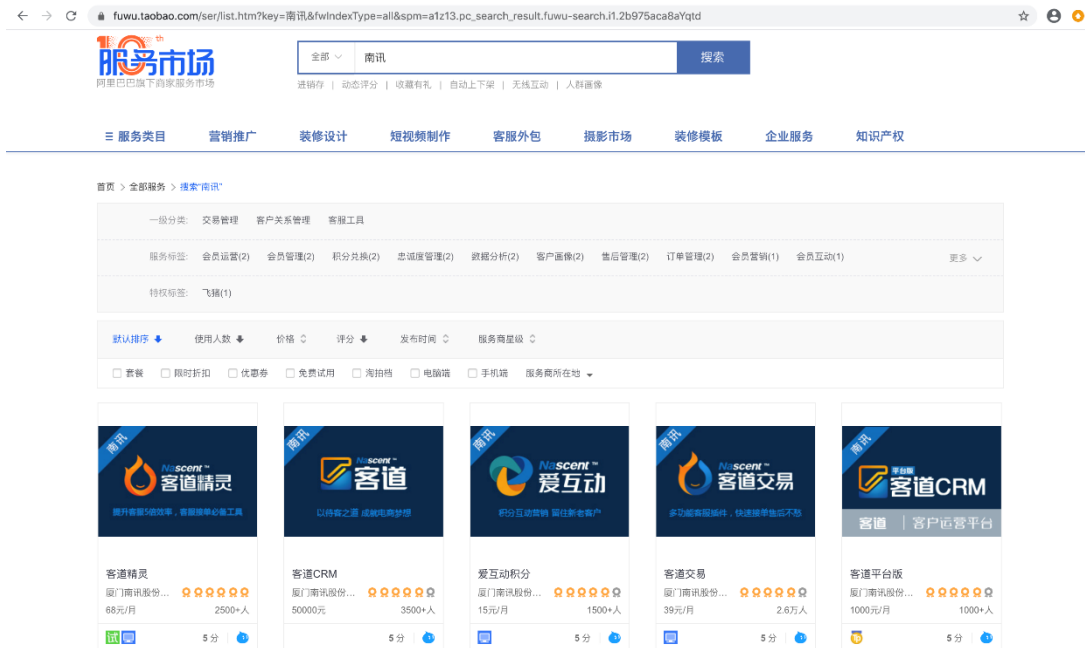 fuwu.taobao.com/ser/list.htm?key=南讯&fwIndexType=all&spm=a1z13.pc_search_result.fuwu-search.i1.2b975aca8aYqtd
10th
服务市场
阿里巴巴旗下商家服务市场
全部 南讯 搜索
进销存 | 动态评分 | 收藏有礼 | 自动上下架 | 无线互动 | 人群画像
服务类目 营销推广 装修设计 短视频制作 客服外包 摄影市场 装修模板 企业服务 知识产权
首页 > 全部服务 > 搜索"南讯"
一级分类: 交易管理 客户关系管理 客服工具
服务标签: 会员运营(2) 会员管理(2) 积分兑换(2) 忠诚度管理(2) 数据分析(2) 客户画像(2) 售后管理(2) 订单管理(2) 会员营销(1) 会员互动(1) 更多
特权标签: 飞猪(1)
默认排序 使用人数 价格 评分 发布时间 服务商星级
套餐 限时折扣 优惠券 免费试用 淘拍档 电脑端 手机端 服务商所在地
南讯 南讯 南讯 南讯 南讯
Nascent™ Nascent™ Nascent™ Nascent™ 平台版
客道精灵 客道 爱互动 客道交易 客道CRM
提升客服5倍效率，客服接单必备工具 以待客之道 成就电商梦想 积分互动营销 留住新老客户 多功能客服插件，快速接单售后不愁 客道 | 客户运营平台
客道精灵 客道CRM 爱互动积分 客道交易 客道平台版
厦门南讯股份... 厦门南讯股份... 厦门南讯股份... 厦门南讯股份... 厦门南讯股份...
68元/月 2500+人 50000元 3500+人 15元/月 1500+人 39元/月 2.6万人 1000元/月 1000+人
试 5 分 5 分 5 分 5 分 5 分